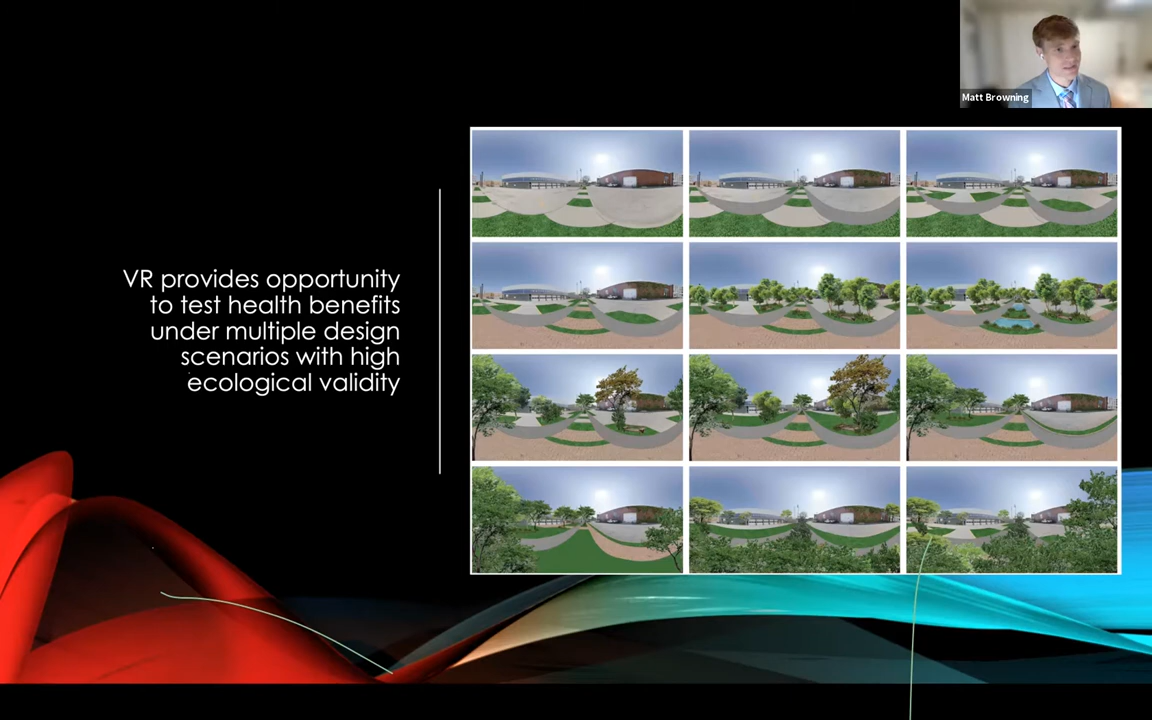 Matt Browning
VR provides opportunity
to test health benefits
under multiple design
scenarios with high
ecological validity